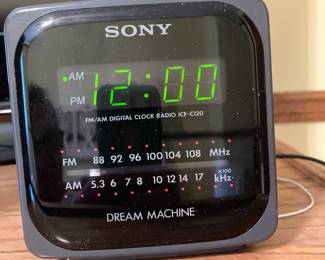 SONY
AM 12:00
PM
FM/AM DIGITAL CLOCK RADIO ICF-C120
FM 88 92 96 100 104 108 MHz
AM 5.3 6 7 8 10 12 14 17 x100 kHz
DREAM MACHINE